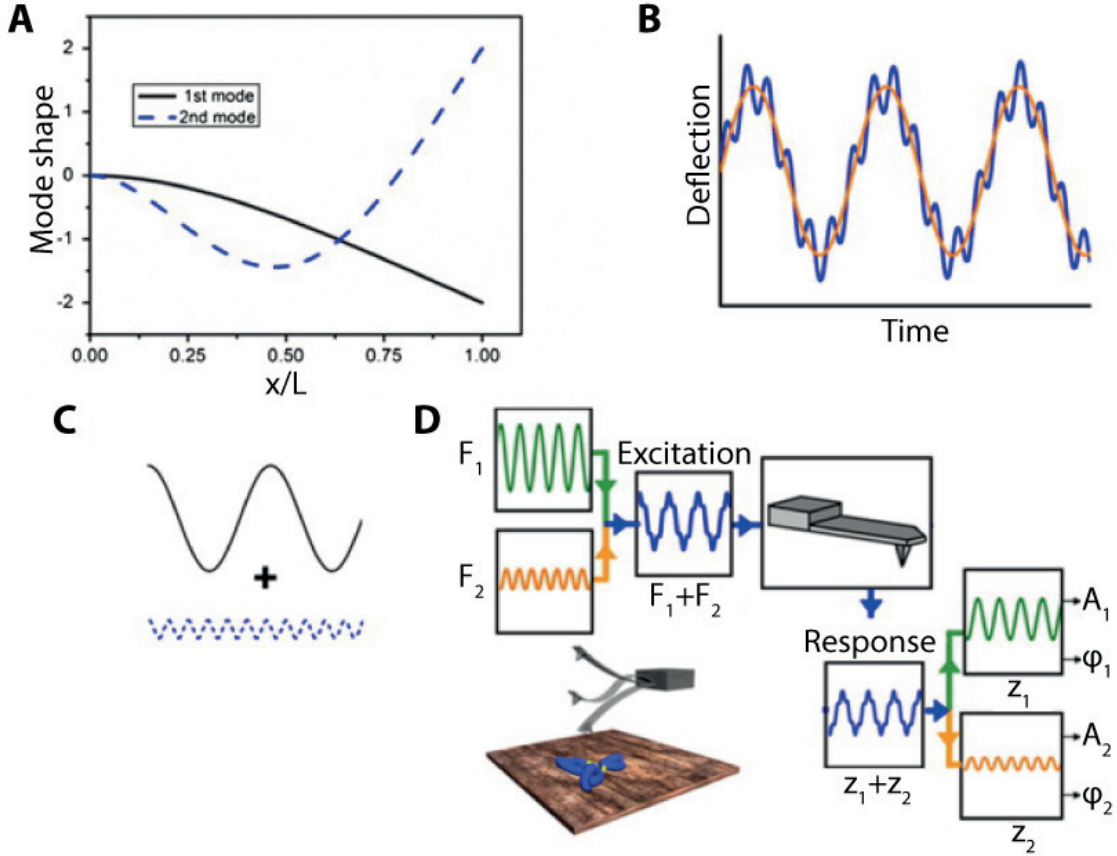 A
Mode shape
2
1
0
-1
-2
1st mode
2nd mode
0.00 0.25 0.50 0.75 1.00
x/L
B
Deflection
Time
C
+
D
F₁
Excitation
F₂
F₁+F₂
Response
z₁+z₂
A₁
φ₁
z₁
A₂
φ₂
z₂